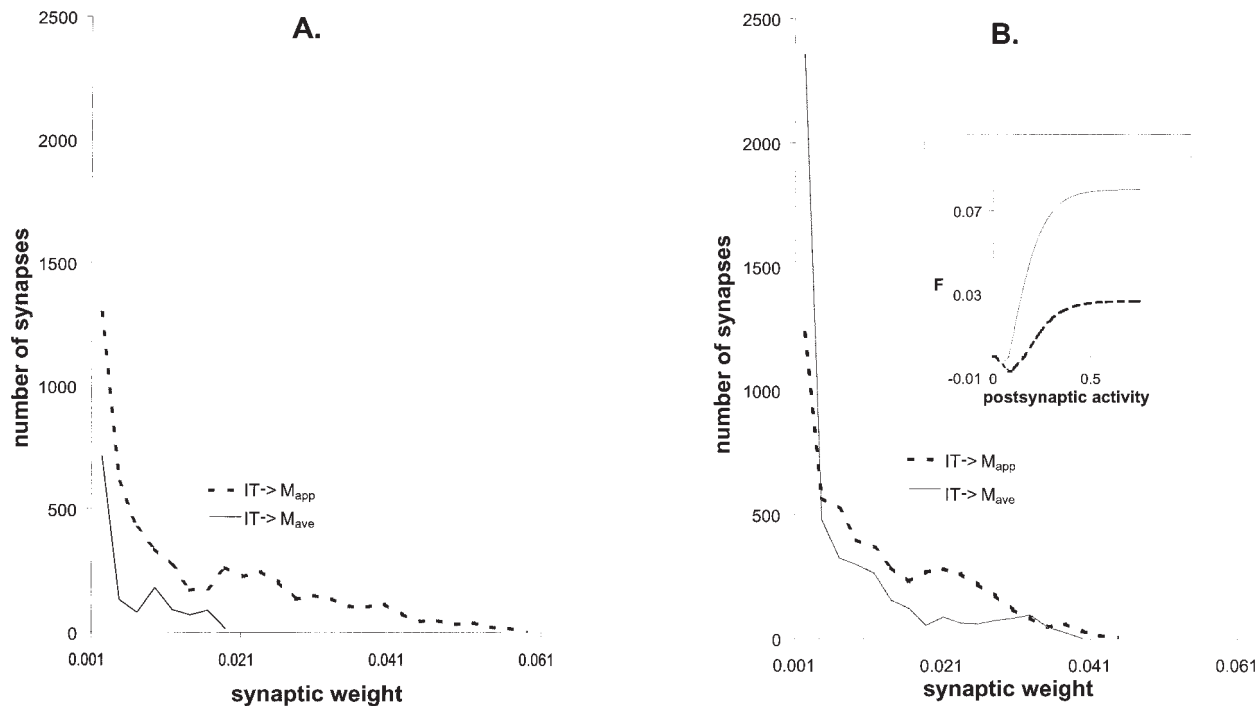 A.
2500
2000
1500
1000
500
0
number of synapses
IT-> Mapp
IT-> Mave
0.001
0.021
0.041
0.061
synaptic weight
B.
2500
2000
1500
1000
500
0
number of synapses
0.07
F
0.03
-0.01
0
0.5
postsynaptic activity
IT-> Mapp
IT-> Mave
0.001
0.021
0.041
0.061
synaptic weight